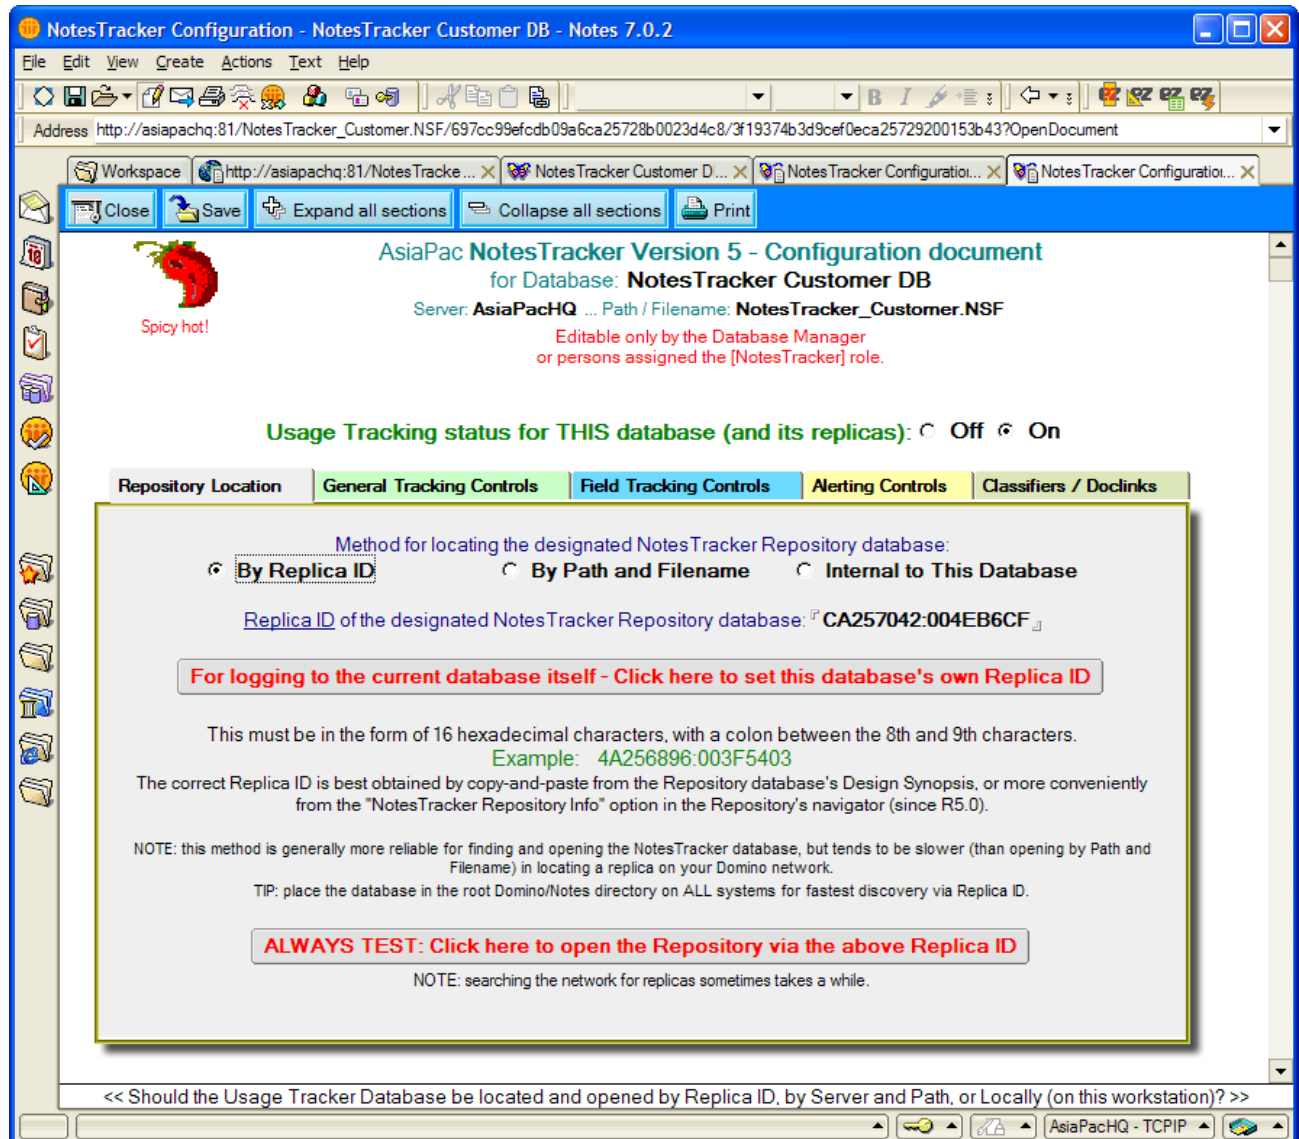 NotesTracker Configuration - NotesTracker Customer DB - Notes 7.0.2
File Edit View Create Actions Text Help
Address http://asiapachq:81/NotesTracker_Customer.NSF/697cc99efcdb09a6ca25728b0023d4c8/3f19374b3d9cef0eca25729200153b43?OpenDocument
Workspace http://asiapachq:81/NotesTracke... NotesTracker Customer D... NotesTracker Configuration... NotesTracker Configuration...
Close Save Expand all sections Collapse all sections Print
AsiaPac NotesTracker Version 5 - Configuration document
for Database: NotesTracker Customer DB
Server: AsiaPacHQ ... Path / Filename: NotesTracker_Customer.NSF
Spicy hot!
Editable only by the Database Manager
or persons assigned the [NotesTracker] role.
Usage Tracking status for THIS database (and its replicas): Off On
Repository Location General Tracking Controls Field Tracking Controls Alerting Controls Classifiers / Doclinks
Method for locating the designated NotesTracker Repository database:
By Replica ID By Path and Filename Internal to This Database
Replica ID of the designated NotesTracker Repository database: CA257042:004EB6CF
For logging to the current database itself - Click here to set this database's own Replica ID
This must be in the form of 16 hexadecimal characters, with a colon between the 8th and 9th characters.
Example: 4A256896:003F5403
The correct Replica ID is best obtained by copy-and-paste from the Repository database's Design Synopsis, or more conveniently
from the "NotesTracker Repository Info" option in the Repository's navigator (since R5.0).
NOTE: this method is generally more reliable for finding and opening the NotesTracker database, but tends to be slower (than opening by Path and
Filename) in locating a replica on your Domino network.
TIP: place the database in the root Domino/Notes directory on ALL systems for fastest discovery via Replica ID.
ALWAYS TEST: Click here to open the Repository via the above Replica ID
NOTE: searching the network for replicas sometimes takes a while.
<< Should the Usage Tracker Database be located and opened by Replica ID, by Server and Path, or Locally (on this workstation)? >>
AsiaPacHQ - TCPIP